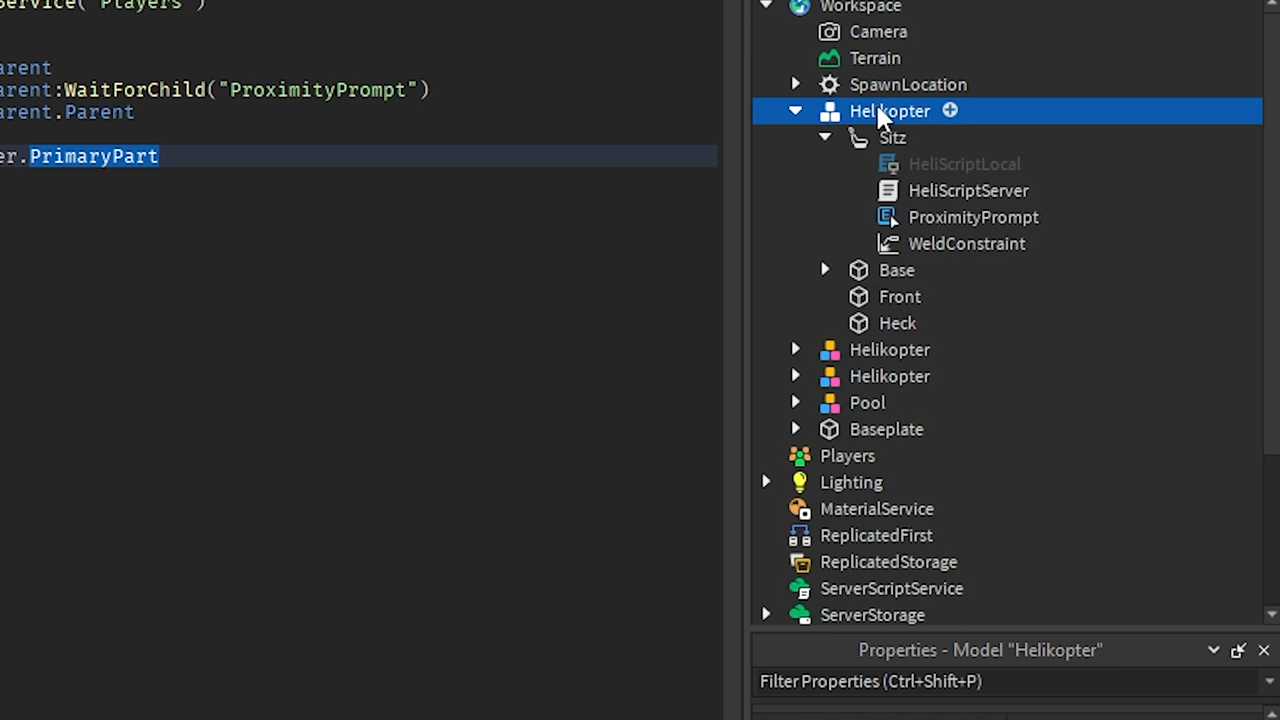 Service("Players")
arent
arent:WaitForChild("ProximityPrompt")
arent.Parent
er.PrimaryPart
Workspace
Camera
Terrain
SpawnLocation
Helikopter
Sitz
HeliScriptLocal
HeliScriptServer
ProximityPrompt
WeldConstraint
Base
Front
Heck
Helikopter
Helikopter
Pool
Baseplate
Players
Lighting
MaterialService
ReplicatedFirst
ReplicatedStorage
ServerScriptService
ServerStorage
Properties - Model "Helikopter"
Filter Properties (Ctrl+Shift+P)